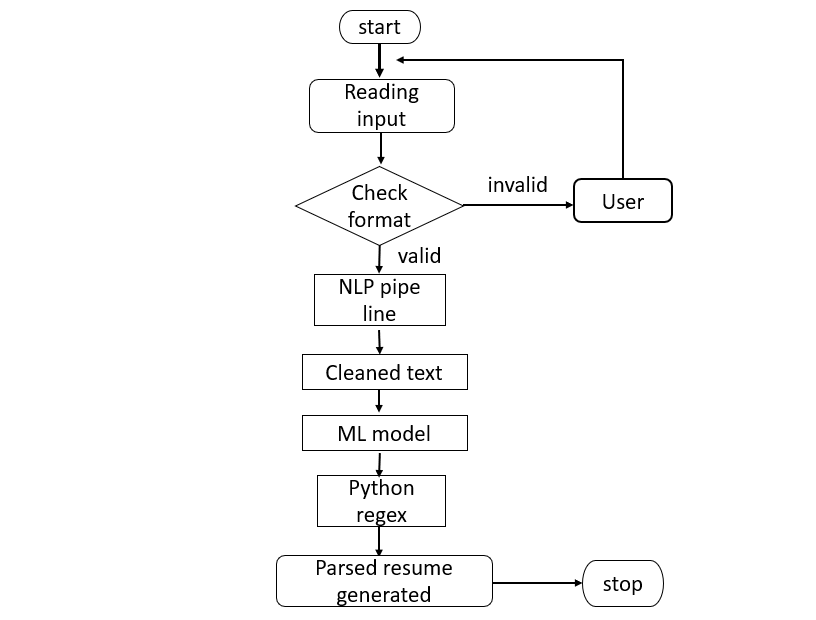 start
Reading
input
Check
format
invalid
User
valid
NLP pipe
line
Cleaned text
ML model
Python
regex
Parsed resume
generated
stop